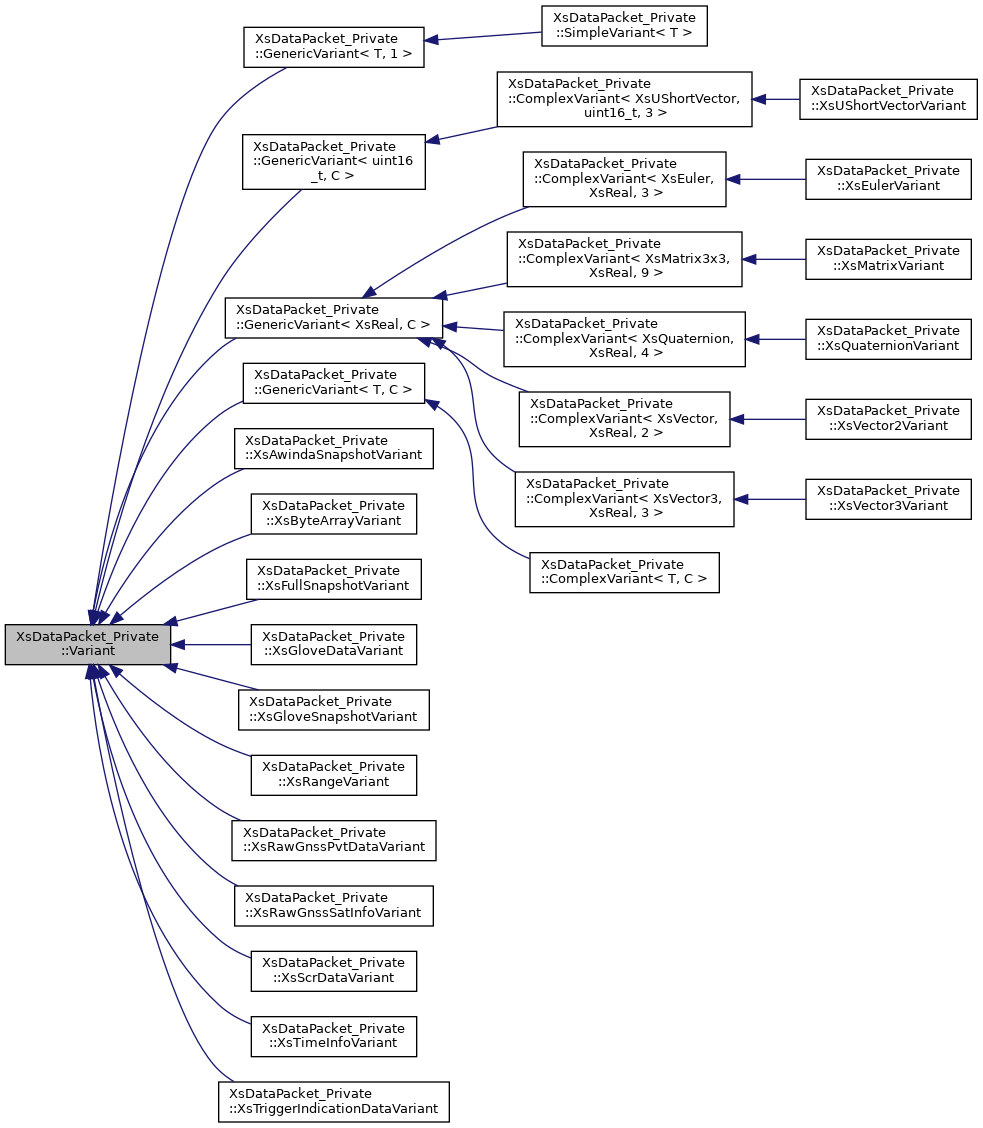 XsDataPacket_Private
::SimpleVariant< T >
XsDataPacket_Private
::GenericVariant< T, 1 >
XsDataPacket_Private
::ComplexVariant< XsUShortVector,
uint16_t, 3 >
XsDataPacket_Private
::XsUShortVectorVariant
XsDataPacket_Private
::GenericVariant< uint16
_t, C >
XsDataPacket_Private
::ComplexVariant< XsEuler,
XsReal, 3 >
XsDataPacket_Private
::XsEulerVariant
XsDataPacket_Private
::ComplexVariant< XsMatrix3x3,
XsReal, 9 >
XsDataPacket_Private
::XsMatrixVariant
XsDataPacket_Private
::GenericVariant< XsReal, C >
XsDataPacket_Private
::ComplexVariant< XsQuaternion,
XsReal, 4 >
XsDataPacket_Private
::XsQuaternionVariant
XsDataPacket_Private
::GenericVariant< T, C >
XsDataPacket_Private
::ComplexVariant< XsVector,
XsReal, 2 >
XsDataPacket_Private
::XsVector2Variant
XsDataPacket_Private
::XsAwindaSnapshotVariant
XsDataPacket_Private
::ComplexVariant< XsVector3,
XsReal, 3 >
XsDataPacket_Private
::XsVector3Variant
XsDataPacket_Private
::XsByteArrayVariant
XsDataPacket_Private
::ComplexVariant< T, C >
XsDataPacket_Private
::XsFullSnapshotVariant
XsDataPacket_Private
::Variant
XsDataPacket_Private
::XsGloveDataVariant
XsDataPacket_Private
::XsGloveSnapshotVariant
XsDataPacket_Private
::XsRangeVariant
XsDataPacket_Private
::XsRawGnssPvtDataVariant
XsDataPacket_Private
::XsRawGnssSatInfoVariant
XsDataPacket_Private
::XsScrDataVariant
XsDataPacket_Private
::XsTimeInfoVariant
XsDataPacket_Private
::XsTriggerIndicationDataVariant